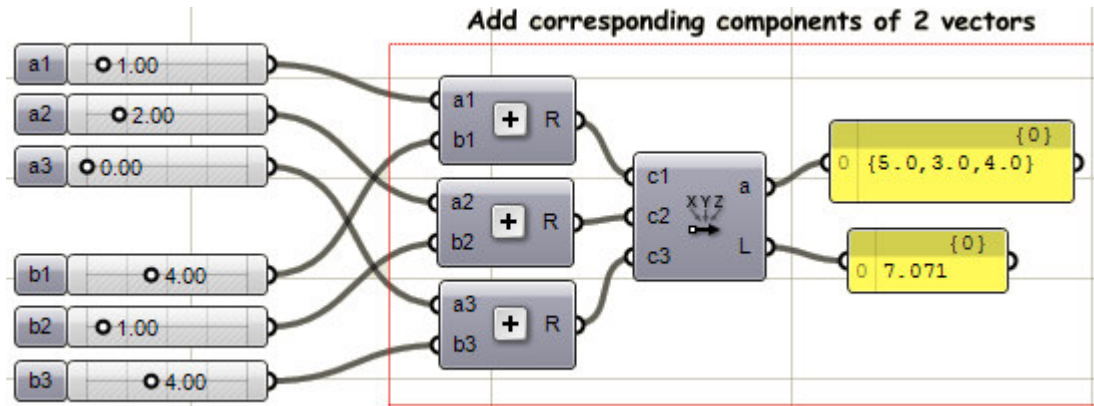 Add corresponding components of 2 vectors
a1 1.00
a2 2.00
a3 0.00
b1 4.00
b2 1.00
b3 4.00
a1
b1
+ R
a2
b2
+ R
a3
b3
+ R
c1
c2
c3
X Y Z
a
L
{0}
0 {5.0,3.0,4.0}
{0}
0 7.071